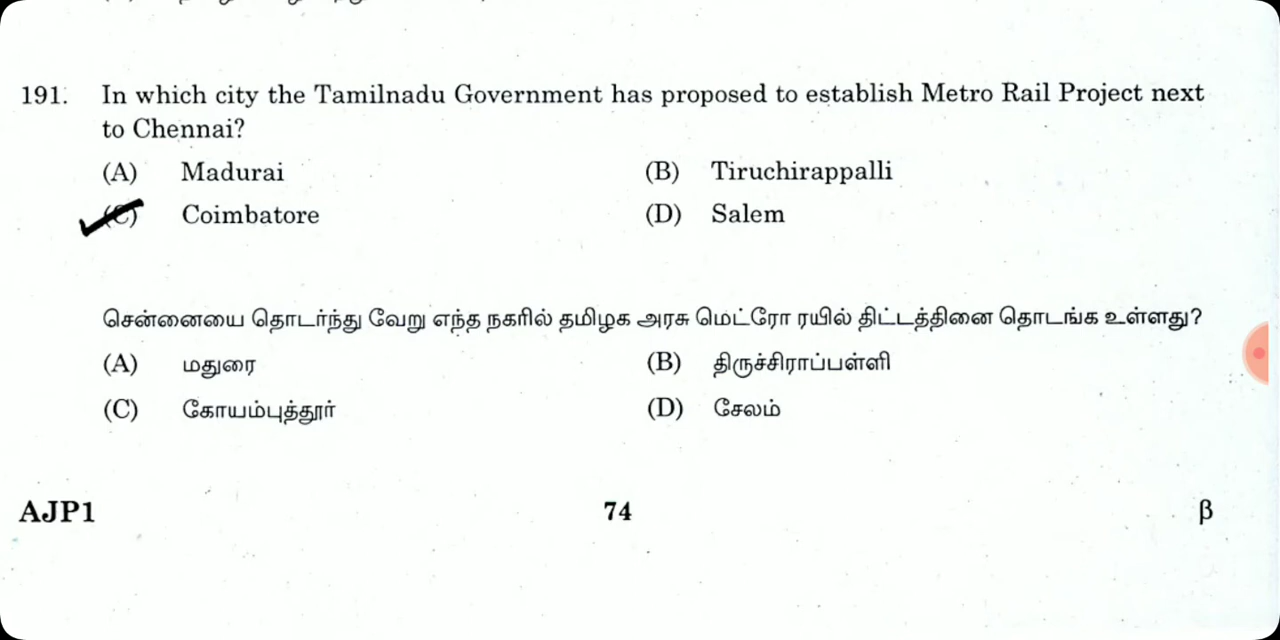 191. In which city the Tamilnadu Government has proposed to establish Metro Rail Project next
to Chennai?
(A) Madurai (B) Tiruchirappalli
(C) Coimbatore (D) Salem
சென்னையை தொடர்ந்து வேறு எந்த நகரில் தமிழக அரசு மெட்ரோ ரயில் திட்டத்தினை தொடங்க உள்ளது?
(A) மதுரை (B) திருச்சிராப்பள்ளி
(C) கோயம்புத்தூர் (D) சேலம்
AJP1 74 β